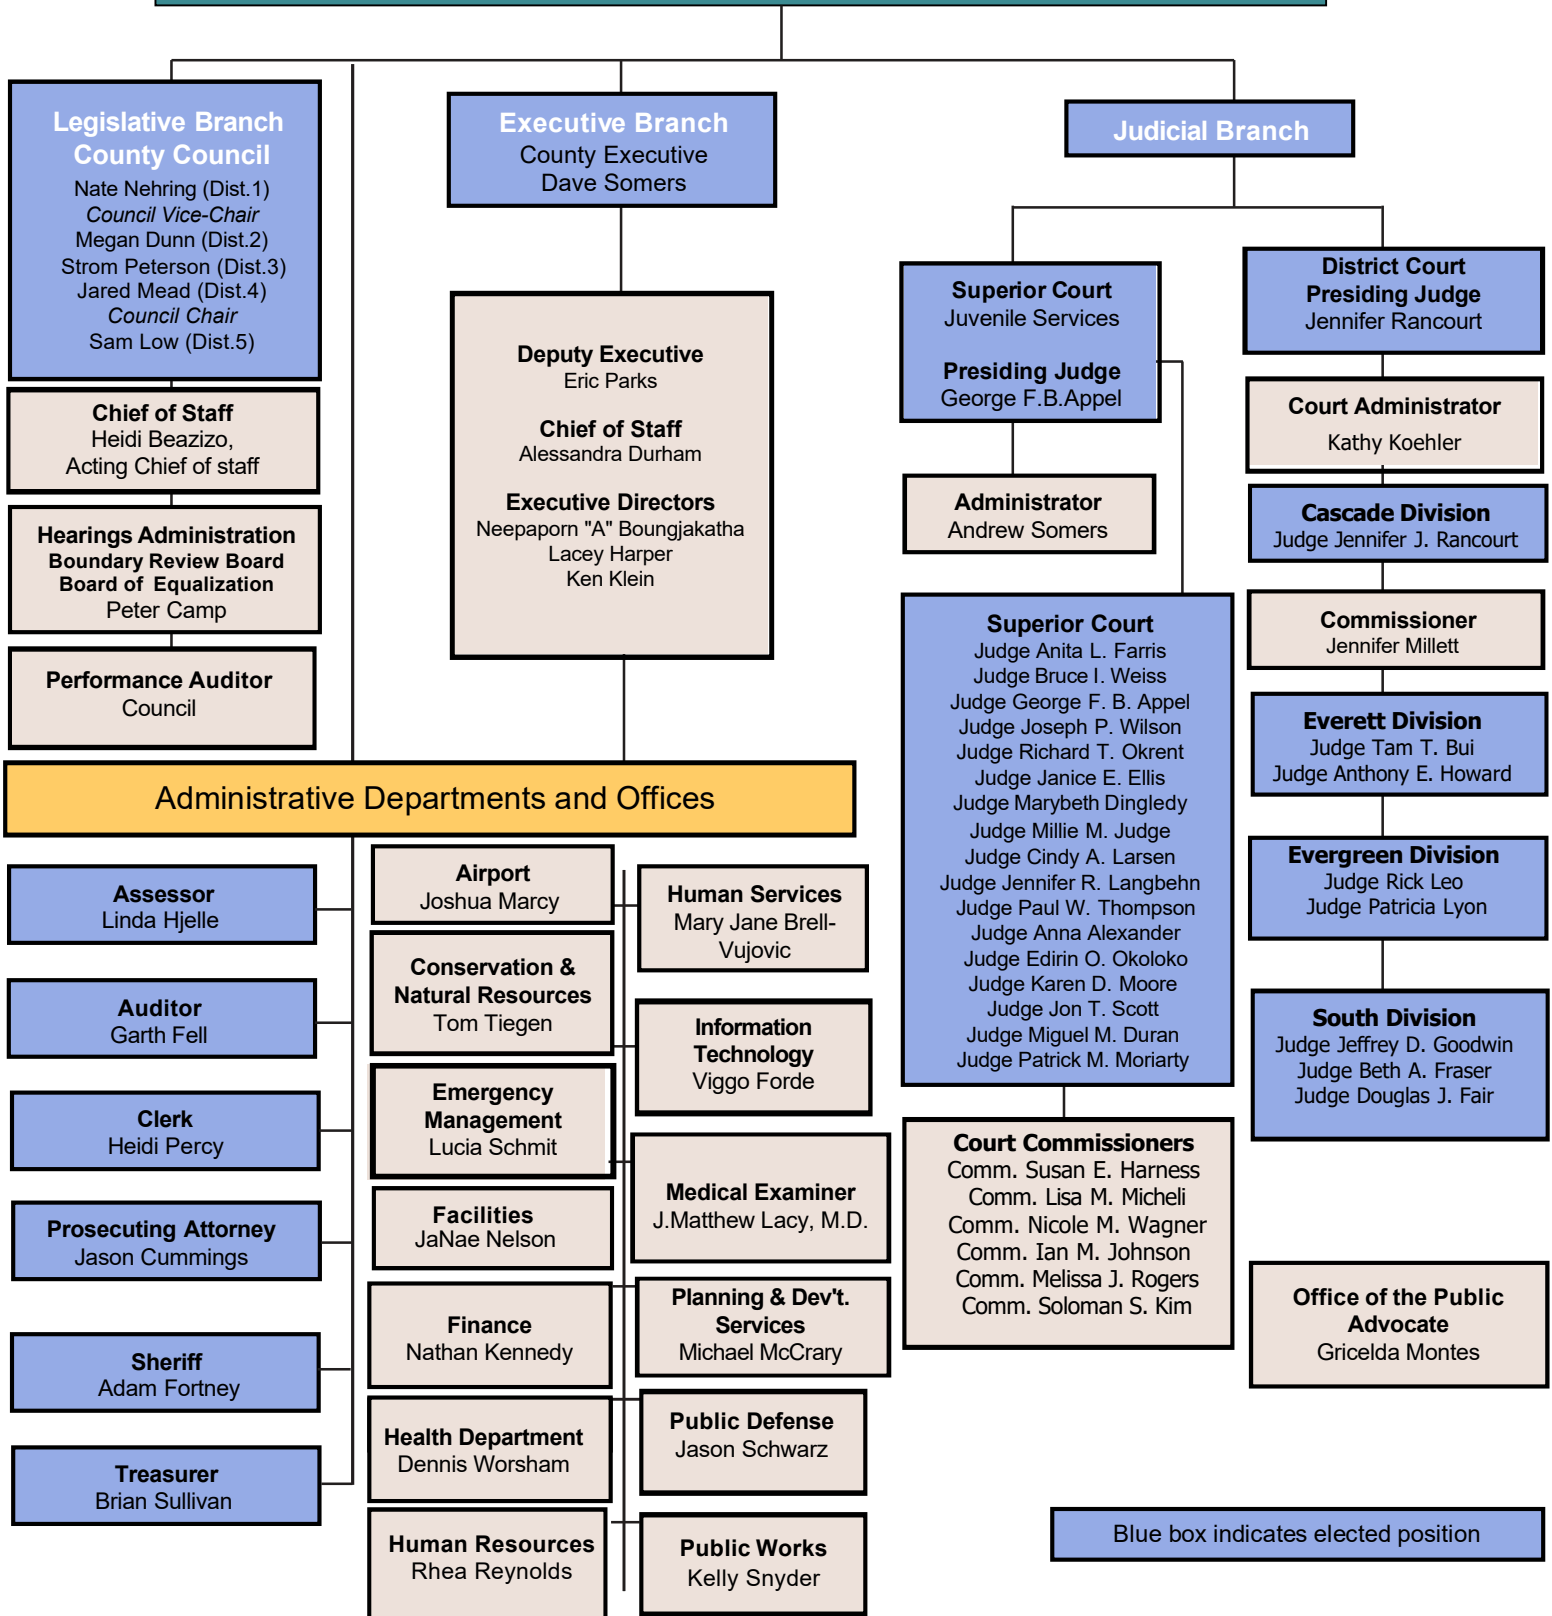 Legislative Branch
County Council
Nate Nehring (Dist.1)
Council Vice-Chair
Megan Dunn (Dist.2)
Strom Peterson (Dist.3)
Jared Mead (Dist.4)
Council Chair
Sam Low (Dist.5)
Chief of Staff
Heidi Beazizo,
Acting Chief of staff
Hearings Administration
Boundary Review Board
Board of Equalization
Peter Camp
Performance Auditor
Council
Executive Branch
County Executive
Dave Somers
Deputy Executive
Eric Parks
Chief of Staff
Alessandra Durham
Executive Directors
Neepaporn "A" Boungjakatha
Lacey Harper
Ken Klein
Judicial Branch
Superior Court
Juvenile Services
Presiding Judge
George F.B.Appel
Administrator
Andrew Somers
Superior Court
Judge Anita L. Farris
Judge Bruce I. Weiss
Judge George F. B. Appel
Judge Joseph P. Wilson
Judge Richard T. Okrent
Judge Janice E. Ellis
Judge Marybeth Dingledy
Judge Millie M. Judge
Judge Cindy A. Larsen
Judge Jennifer R. Langbehn
Judge Paul W. Thompson
Judge Anna Alexander
Judge Edirin O. Okoloko
Judge Karen D. Moore
Judge Jon T. Scott
Judge Miguel M. Duran
Judge Patrick M. Moriarty
Court Commissioners
Comm. Susan E. Harness
Comm. Lisa M. Micheli
Comm. Nicole M. Wagner
Comm. Ian M. Johnson
Comm. Melissa J. Rogers
Comm. Soloman S. Kim
District Court
Presiding Judge
Jennifer Rancourt
Court Administrator
Kathy Koehler
Cascade Division
Judge Jennifer J. Rancourt
Commissioner
Jennifer Millett
Everett Division
Judge Tam T. Bui
Judge Anthony E. Howard
Evergreen Division
Judge Rick Leo
Judge Patricia Lyon
South Division
Judge Jeffrey D. Goodwin
Judge Beth A. Fraser
Judge Douglas J. Fair
Office of the Public
Advocate
Gricelda Montes
Administrative Departments and Offices
Assessor
Linda Hjelle
Auditor
Garth Fell
Clerk
Heidi Percy
Prosecuting Attorney
Jason Cummings
Sheriff
Adam Fortney
Treasurer
Brian Sullivan
Airport
Joshua Marcy
Conservation &
Natural Resources
Tom Tiegen
Emergency
Management
Lucia Schmit
Facilities
JaNae Nelson
Finance
Nathan Kennedy
Health Department
Dennis Worsham
Human Resources
Rhea Reynolds
Human Services
Mary Jane Brell-
Vujovic
Information
Technology
Viggo Forde
Medical Examiner
J.Matthew Lacy, M.D.
Planning & Dev't.
Services
Michael McCrary
Public Defense
Jason Schwarz
Public Works
Kelly Snyder
Blue box indicates elected position